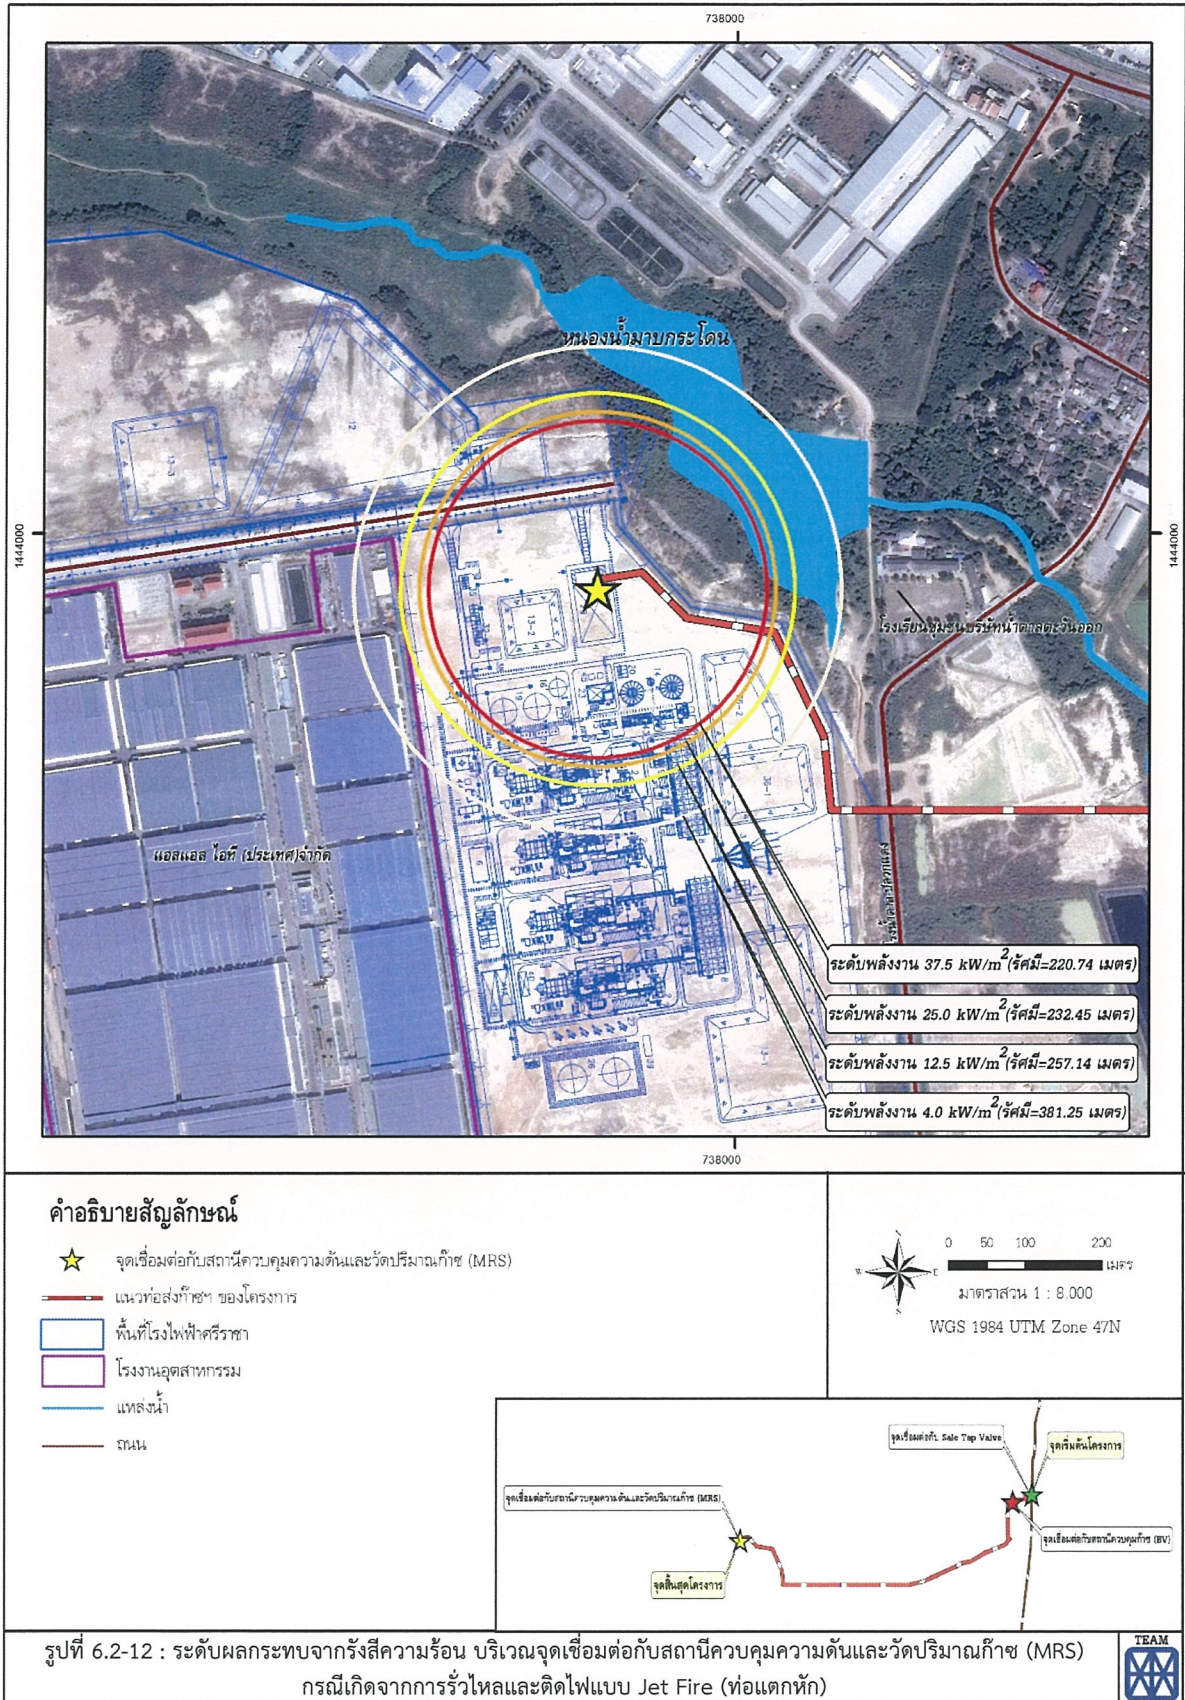 738000
หนองน้ำมาบกระโดน
1444000
1444000
โรงเรียนชุมชนบริษัทน้ำตาลตะวันออก
แอลแอล ไอที (ประเทศ)จำกัด
ระดับพลังงาน 37.5 kW/m²(รัศมี=220.74 เมตร)
ระดับพลังงาน 25.0 kW/m²(รัศมี=232.45 เมตร)
ระดับพลังงาน 12.5 kW/m²(รัศมี=257.14 เมตร)
ระดับพลังงาน 4.0 kW/m²(รัศมี=381.25 เมตร)
738000
คำอธิบายสัญลักษณ์
จุดเชื่อมต่อกับสถานีควบคุมความดันและวัดปริมาณก๊าซ (MRS)
แนวท่อส่งก๊าซฯ ของโครงการ
พื้นที่โรงไฟฟ้าศรีราชา
โรงงานอุตสาหกรรม
แหล่งน้ำ
ถนน
N
W E
S
0 50 100 200
เมตร
มาตราส่วน 1 : 8,000
WGS 1984 UTM Zone 47N
จุดเชื่อมต่อกับ Sale Tap Valve
จุดเริ่มต้นโครงการ
จุดเชื่อมต่อกับสถานีควบคุมความดันและวัดปริมาณก๊าซ (MRS)
จุดเชื่อมต่อกับสถานีควบคุมก๊าซ (BV)
จุดสิ้นสุดโครงการ
รูปที่ 6.2-12 : ระดับผลกระทบจากรังสีความร้อน บริเวณจุดเชื่อมต่อกับสถานีควบคุมความดันและวัดปริมาณก๊าซ (MRS)
กรณีเกิดจากการรั่วไหลและติดไฟแบบ Jet Fire (ท่อแตกหัก)
TEAM